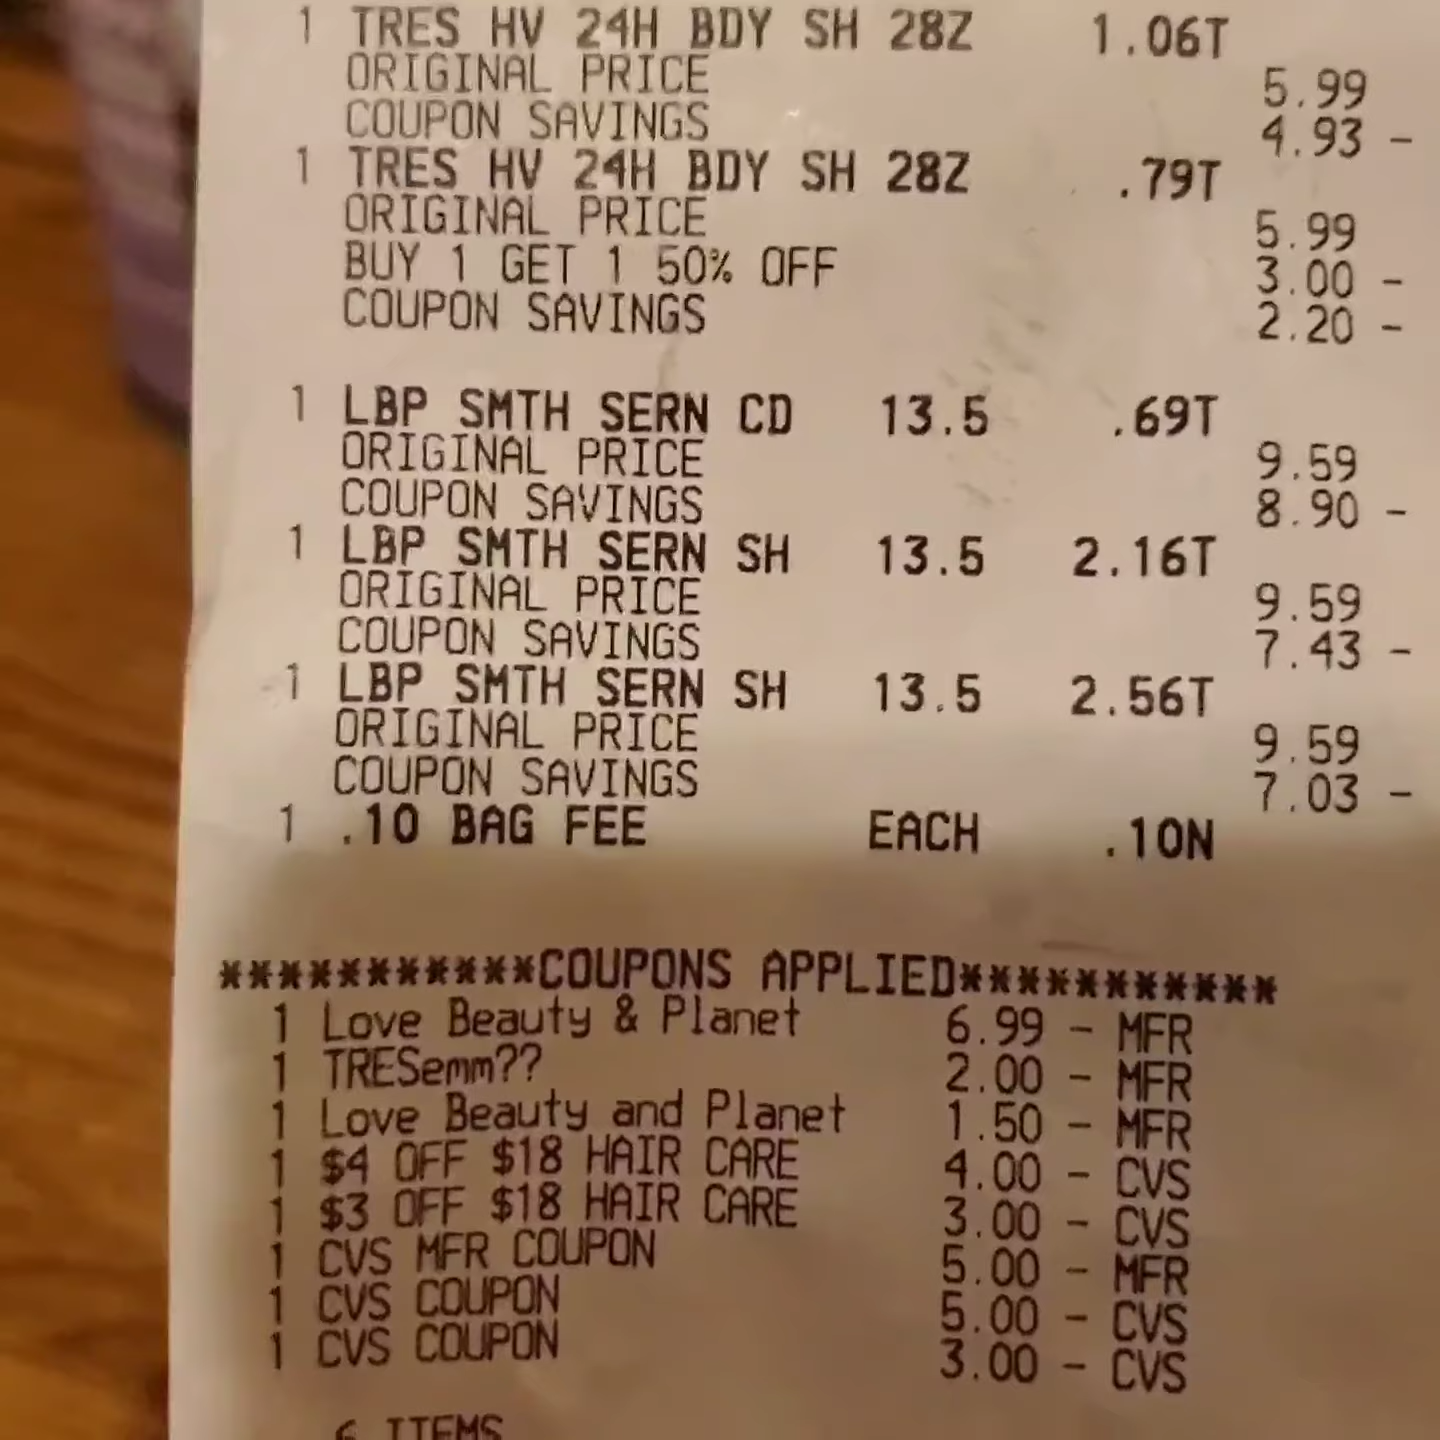 1 TRES HV 24H BDY SH 28Z 1.06T
ORIGINAL PRICE 5.99
COUPON SAVINGS 4.93 -
1 TRES HV 24H BDY SH 28Z .79T
ORIGINAL PRICE 5.99
BUY 1 GET 1 50% OFF 3.00 -
COUPON SAVINGS 2.20 -
1 LBP SMTH SERN CD 13.5 .69T
ORIGINAL PRICE 9.59
COUPON SAVINGS 8.90 -
1 LBP SMTH SERN SH 13.5 2.16T
ORIGINAL PRICE 9.59
COUPON SAVINGS 7.43 -
1 LBP SMTH SERN SH 13.5 2.56T
ORIGINAL PRICE 9.59
COUPON SAVINGS 7.03 -
1 .10 BAG FEE EACH .10N
***********COUPONS APPLIED***********
1 Love Beauty & Planet 6.99 - MFR
1 TRESemm?? 2.00 - MFR
1 Love Beauty and Planet 1.50 - MFR
1 $4 OFF $18 HAIR CARE 4.00 - CVS
1 $3 OFF $18 HAIR CARE 3.00 - CVS
1 CVS MFR COUPON 5.00 - MFR
1 CVS COUPON 5.00 - CVS
1 CVS COUPON 3.00 - CVS
6 ITEMS